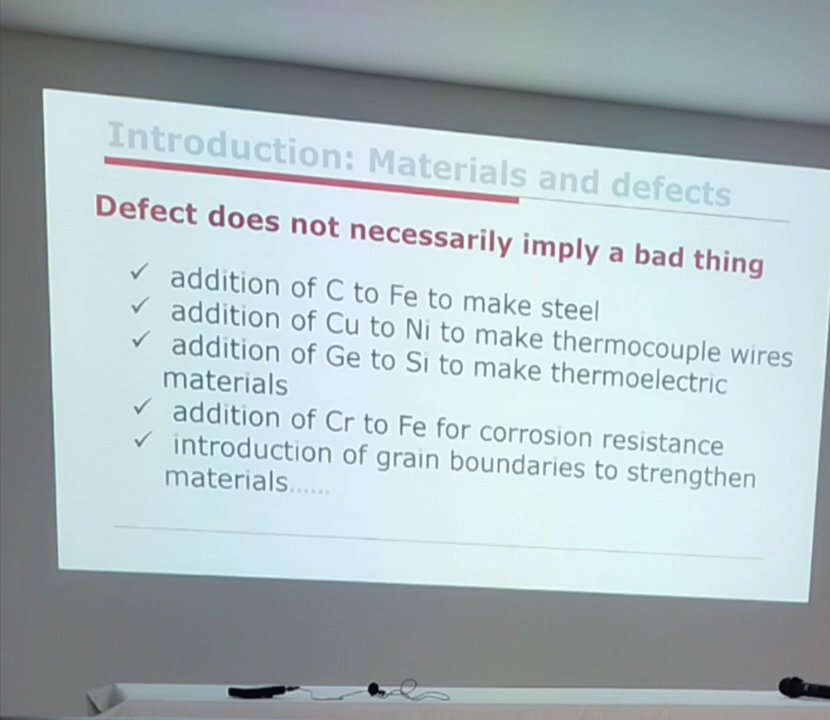 Introduction: Materials and defects
Defect does not necessarily imply a bad thing
✓ addition of C to Fe to make steel
✓ addition of Cu to Ni to make thermocouple wires
✓ addition of Ge to Si to make thermoelectric
materials
✓ addition of Cr to Fe for corrosion resistance
✓ introduction of grain boundaries to strengthen
materials......